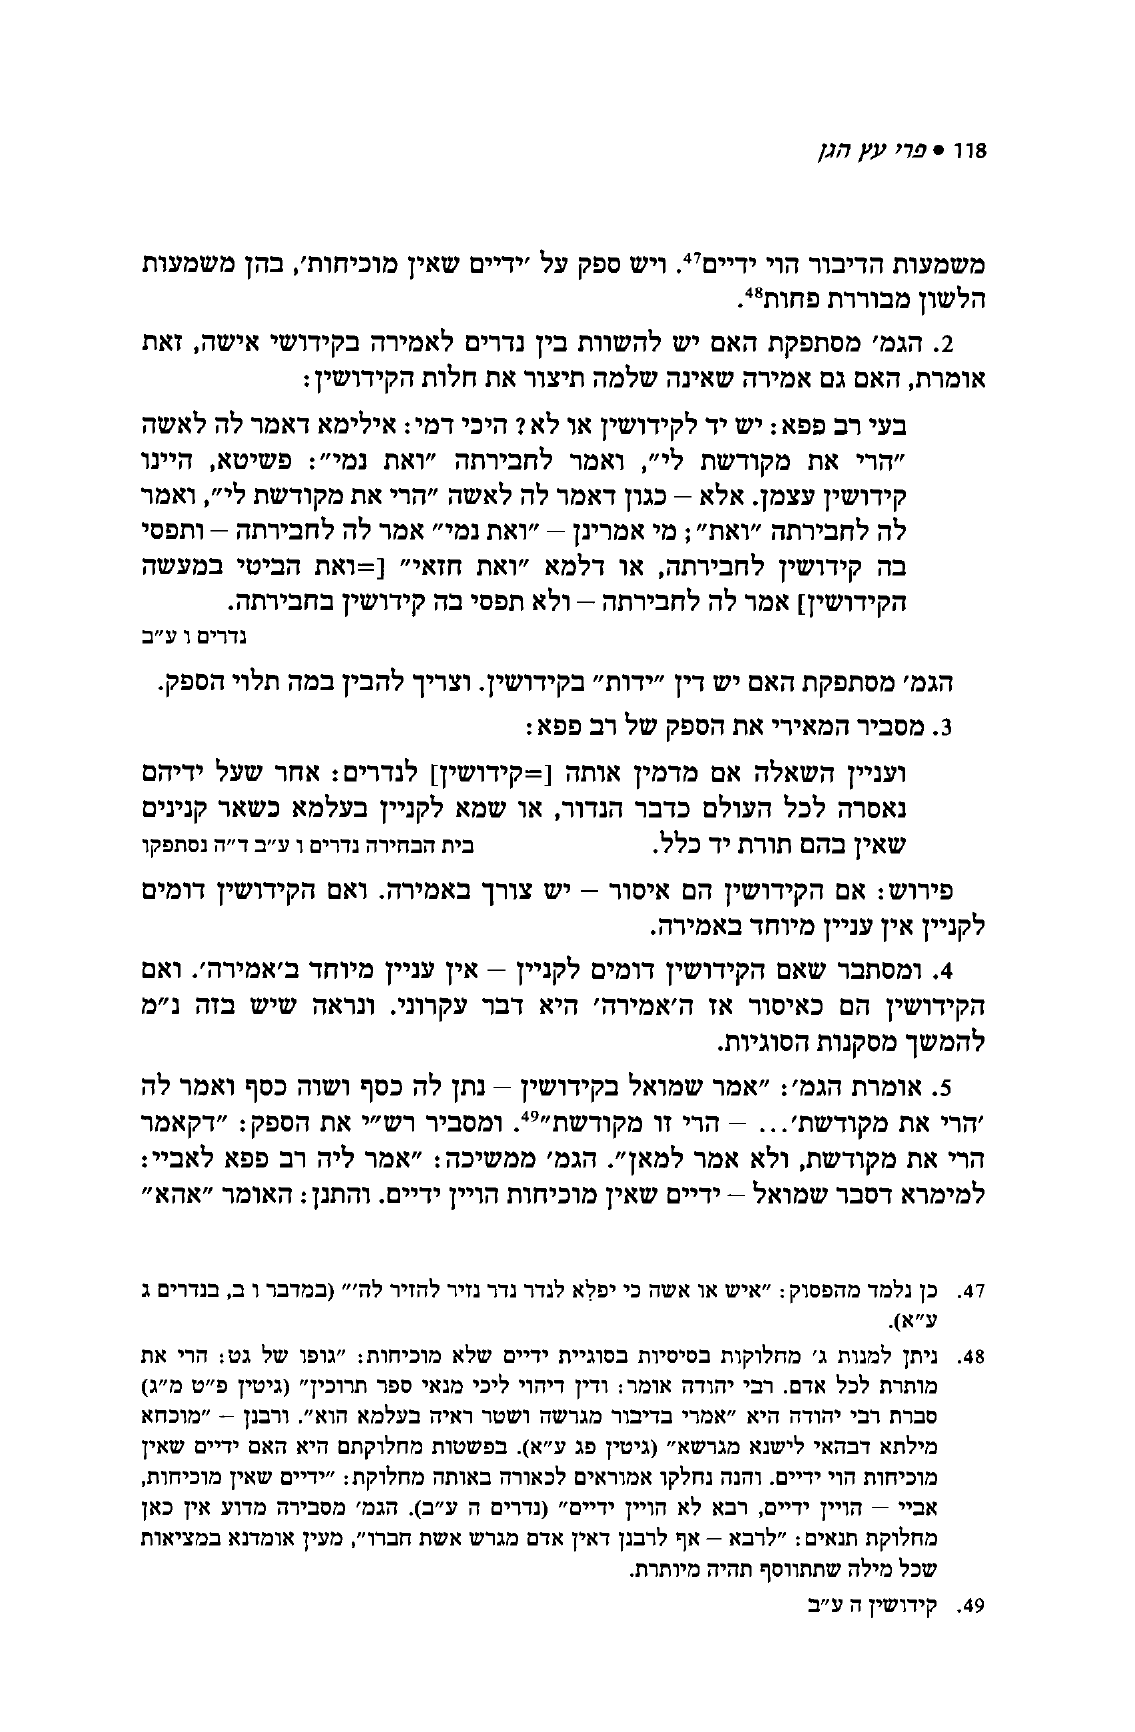 118 • פרי עץ הגן
משמעות הדיבור הוי ידיים47. ויש ספק על 'ידיים שאין מוכיחות', בהן משמעות
הלשון מבוררת פחות48.
2. הגמ' מסתפקת האם יש להשוות בין נדרים לאמירה בקידושי אישה, זאת
אומרת, האם גם אמירה שאינה שלמה תיצור את חלות הקידושין:
בעי רב פפא: יש יד לקידושין או לא? היכי דמי: אילימא דאמר לה לאשה
"הרי את מקודשת לי", ואמר לחבירתה "ואת נמי": פשיטא, היינו
קידושין עצמן. אלא – כגון דאמר לה לאשה "הרי את מקודשת לי", ואמר
לה לחבירתה "ואת"; מי אמרינן – "ואת נמי" אמר לה לחבירתה – ותפסי
בה קידושין לחבירתה, או דלמא "ואת חזאי" [=ואת הביטי במעשה
הקידושין] אמר לה לחבירתה – ולא תפסי בה קידושין בחבירתה.
נדרים ו ע"ב
הגמ' מסתפקת האם יש דין "ידות" בקידושין. וצריך להבין במה תלוי הספק.
3. מסביר המאירי את הספק של רב פפא:
ועניין השאלה אם מדמין אותה [=קידושין] לנדרים: אחר שעל ידיהם
נאסרה לכל העולם כדבר הנדור, או שמא לקניין בעלמא כשאר קנינים
שאין בהם תורת יד כלל. בית הבחירה נדרים ו ע"ב ד"ה נסתפקו
פירוש: אם הקידושין הם איסור – יש צורך באמירה. ואם הקידושין דומים
לקניין אין עניין מיוחד באמירה.
4. ומסתבר שאם הקידושין דומים לקניין – אין עניין מיוחד ב'אמירה'. ואם
הקידושין הם כאיסור אז ה'אמירה' היא דבר עקרוני. ונראה שיש בזה נ"מ
להמשך מסקנות הסוגיות.
5. אומרת הגמ': "אמר שמואל בקידושין – נתן לה כסף ושוה כסף ואמר לה
'הרי את מקודשת'... – הרי זו מקודשת"49. ומסביר רש"י את הספק: "דקאמר
הרי את מקודשת, ולא אמר למאן". הגמ' ממשיכה: "אמר ליה רב פפא לאביי:
למימרא דסבר שמואל – ידיים שאין מוכיחות הויין ידיים. והתנן: האומר "אהא"
47. כן נלמד מהפסוק: "איש או אשה כי יפלא לנדר נדר נזיר להזיר לה'" (במדבר ו ב, בנדרים ג
ע"א).
48. ניתן למנות ג' מחלוקות בסיסיות בסוגיית ידיים שלא מוכיחות: "גופו של גט: הרי את
מותרת לכל אדם. רבי יהודה אומר: ודין דיהוי ליכי מנאי ספר תרוכין" (גיטין פ"ט מ"ג)
סברת רבי יהודה היא "אמרי בדיבור מגרשה ושטר ראיה בעלמא הוא". ורבנן – "מוכחא
מילתא דבהאי לישנא מגרשא" (גיטין פג ע"א). בפשטות מחלוקתם היא האם ידיים שאין
מוכיחות הוי ידיים. והנה נחלקו אמוראים לכאורה באותה מחלוקת: "ידיים שאין מוכיחות,
אביי – הויין ידיים, רבא לא הויין ידיים" (נדרים ה ע"ב). הגמ' מסבירה מדוע אין כאן
מחלוקת תנאים: "לרבא – אף לרבנן דאין אדם מגרש אשת חברו", מעין אומדנא במציאות
שכל מילה שתתווסף תהיה מיותרת.
49. קידושין ה ע"ב